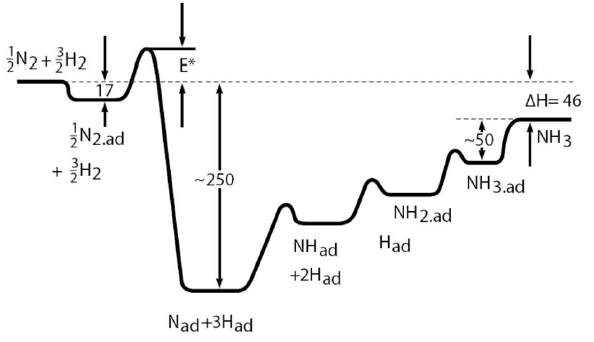 ½N2 + 3/2H2
17
E*
ΔH= 46
½N2.ad
+ 3/2H2
~50
NH3
~250
NH3.ad
NH2.ad
Had
NHad
+2Had
Nad+3Had